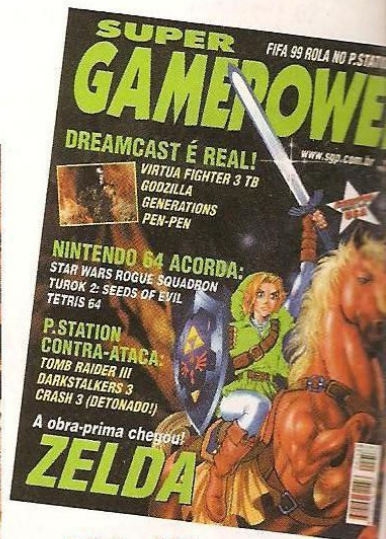 SUPER
FIFA 99 ROLA NO P.STATI
GAMEPOWE
www.sgp.com.br
DREAMCAST É REAL!
VIRTUA FIGHTER 3 TB
GODZILLA
GENERATIONS
PEN-PEN
NINTENDO 64 ACORDA:
STAR WARS ROGUE SQUADRON
TUROK 2: SEEDS OF EVIL
TETRIS 64
P.STATION
CONTRA-ATACA:
TOMB RAIDER III
DARKSTALKERS 3
CRASH 3 (DETONADO!)
A obra-prima chegou!
ZELDA